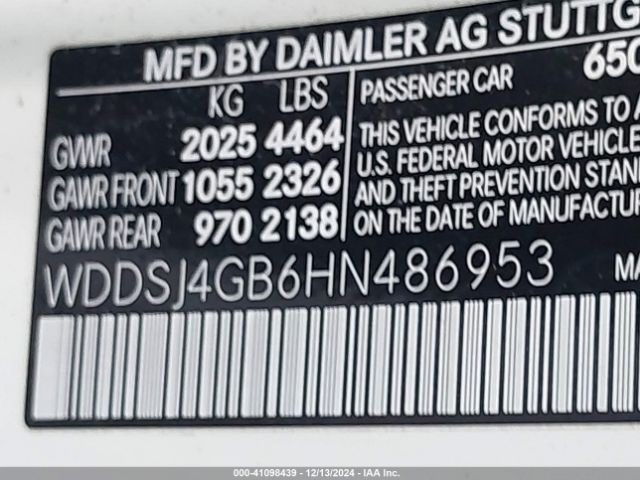 MFD BY DAIMLER AG STUTTG
KG LBS
GVWR 2025 4464
GAWR FRONT 1055 2326
GAWR REAR 970 2138
PASSENGER CAR 650
THIS VEHICLE CONFORMS TO A
U.S. FEDERAL MOTOR VEHICLE
AND THEFT PREVENTION STAN
ON THE DATE OF MANUFACTUR
WDDSJ4GB6HN486953 MA
000-41098439 - 12/13/2024 - IAA Inc.